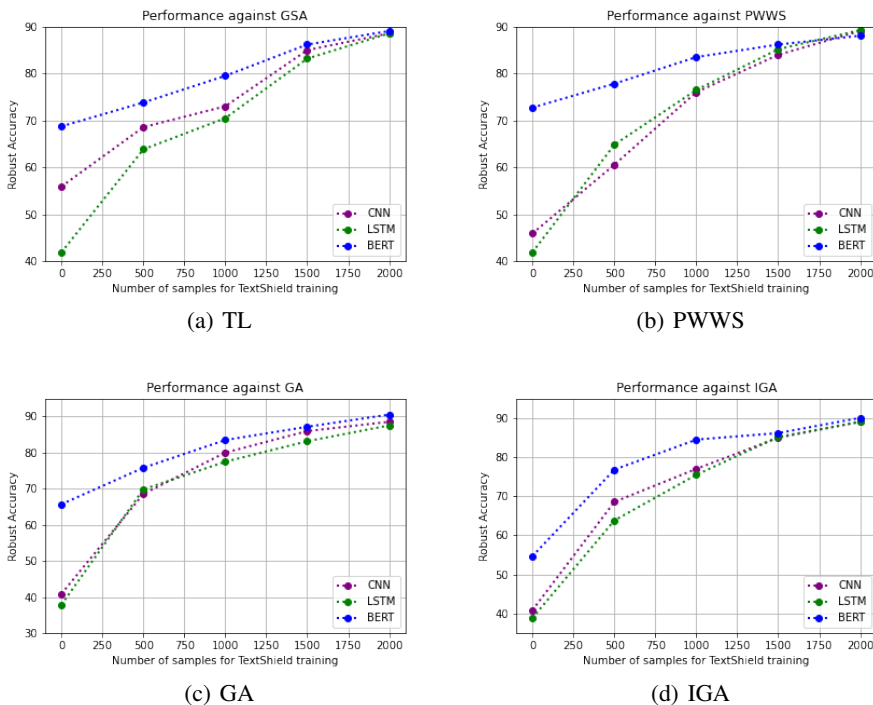 Performance against GSA
Robust Accuracy
90
80
70
60
50
40
0 250 500 750 1000 1250 1500 1750 2000
Number of samples for TextShield training
CNN
LSTM
BERT
(a) TL
Performance against PWWS
Robust Accuracy
90
80
70
60
50
40
0 250 500 750 1000 1250 1500 1750 2000
Number of samples for TextShield training
CNN
LSTM
BERT
(b) PWWS
Performance against GA
Robust Accuracy
90
80
70
60
50
40
30
0 250 500 750 1000 1250 1500 1750 2000
Number of samples for TextShield training
CNN
LSTM
BERT
(c) GA
Performance against IGA
Robust Accuracy
90
80
70
60
50
40
0 250 500 750 1000 1250 1500 1750 2000
Number of samples for TextShield training
CNN
LSTM
BERT
(d) IGA